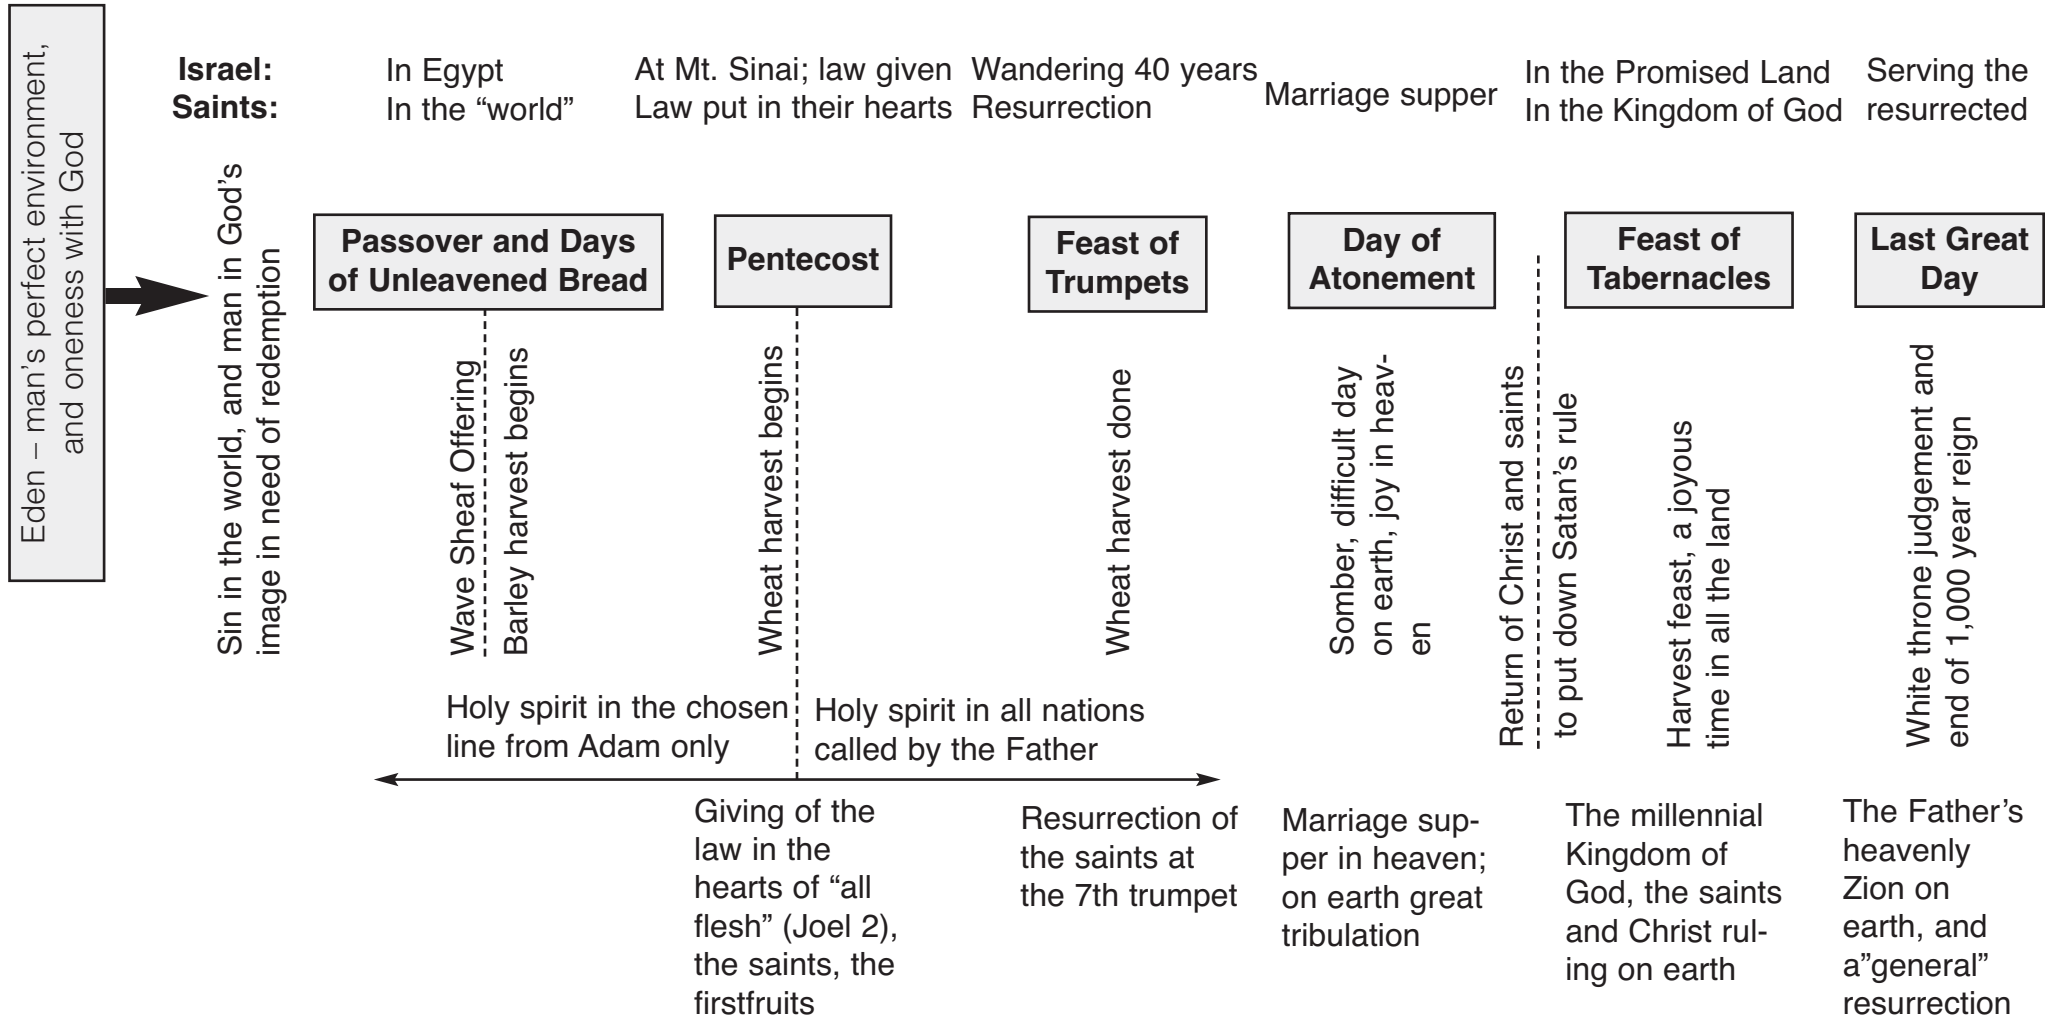 Eden – man's perfect environment,
and oneness with God
Israel:
Saints:
In Egypt
In the “world”
At Mt. Sinai; law given
Law put in their hearts
Wandering 40 years
Resurrection
Marriage supper
In the Promised Land
In the Kingdom of God
Serving the
resurrected
Sin in the world, and man in God's
image in need of redemption
Passover and Days
of Unleavened Bread
Pentecost
Feast of
Trumpets
Day of
Atonement
Feast of
Tabernacles
Last Great
Day
Wave Sheaf Offering
Barley harvest begins
Wheat harvest begins
Wheat harvest done
Somber, difficult day
on earth, joy in heav-
en
Return of Christ and saints
to put down Satan's rule
Harvest feast, a joyous
time in all the land
White throne judgement and
end of 1,000 year reign
Holy spirit in the chosen
line from Adam only
Holy spirit in all nations
called by the Father
Giving of the
law in the
hearts of “all
flesh” (Joel 2),
the saints, the
firstfruits
Resurrection of
the saints at
the 7th trumpet
Marriage sup-
per in heaven;
on earth great
tribulation
The millennial
Kingdom of
God, the saints
and Christ rul-
ing on earth
The Father's
heavenly
Zion on
earth, and
a”general”
resurrection